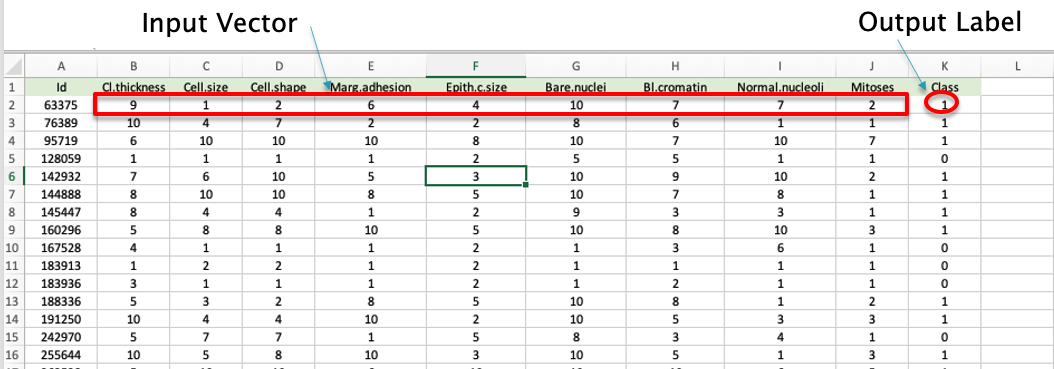 Input Vector Output Label
A B C D E F G H I J K L
1 Id Cl.thickness Cell.size Cell.shape Marg.adhesion Epith.c.size Bare.nuclei Bl.cromatin Normal.nucleoli Mitoses Class
2 63375 9 1 2 6 4 10 7 7 2 1
3 76389 10 4 7 2 2 8 6 1 1 1
4 95719 6 10 10 10 8 10 7 10 7 1
5 128059 1 1 1 1 2 5 5 1 1 0
6 142932 7 6 10 5 3 10 9 10 2 1
7 144888 8 10 10 8 5 10 7 8 1 1
8 145447 8 4 4 1 2 9 3 3 1 1
9 160296 5 8 8 10 5 10 8 10 3 1
10 167528 4 1 1 1 2 1 3 6 1 0
11 183913 1 2 2 1 2 1 1 1 1 0
12 183936 3 1 1 1 2 1 2 1 1 0
13 188336 5 3 2 8 5 10 8 1 2 1
14 191250 10 4 4 10 2 10 5 3 3 1
15 242970 5 7 7 1 5 8 3 4 1 0
16 255644 10 5 8 10 3 10 5 1 3 1